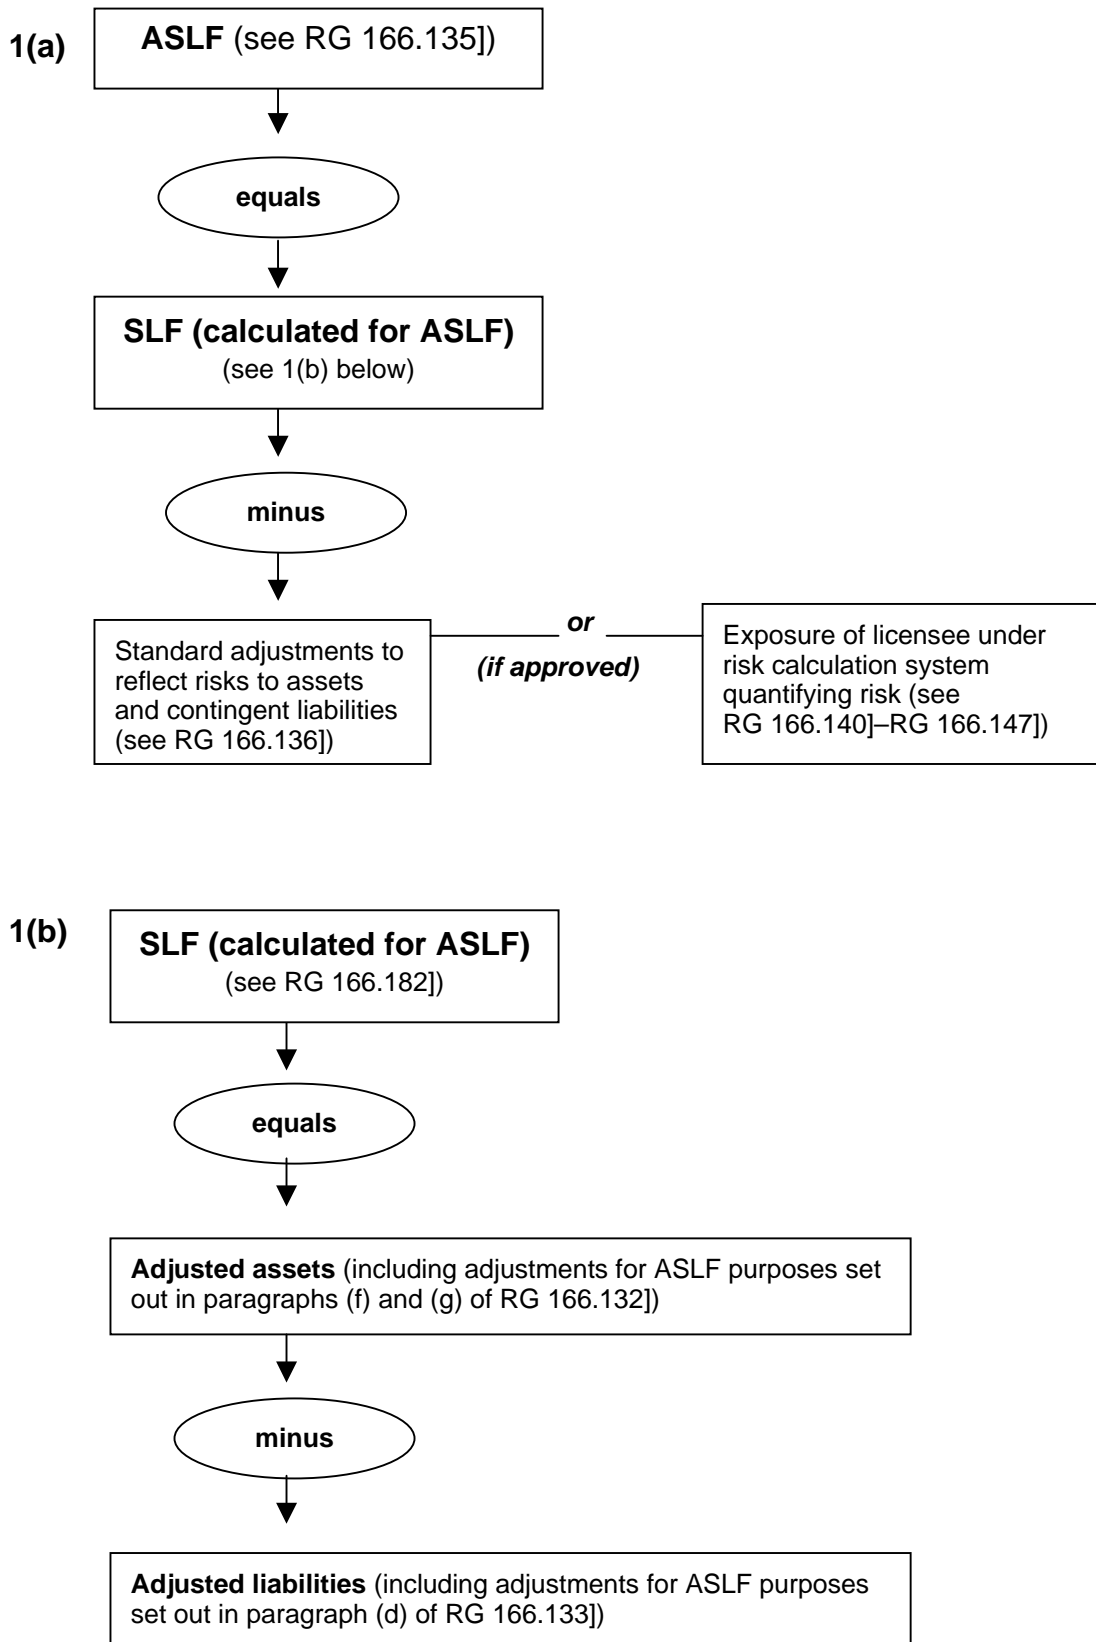 1(a)
ASLF (see RG 166.135])
equals
SLF (calculated for ASLF)
(see 1(b) below)
minus
Standard adjustments to
reflect risks to assets
and contingent liabilities
(see RG 166.136])
or
(if approved)
Exposure of licensee under
risk calculation system
quantifying risk (see
RG 166.140]–RG 166.147])
1(b)
SLF (calculated for ASLF)
(see RG 166.182])
equals
Adjusted assets (including adjustments for ASLF purposes set
out in paragraphs (f) and (g) of RG 166.132])
minus
Adjusted liabilities (including adjustments for ASLF purposes
set out in paragraph (d) of RG 166.133])